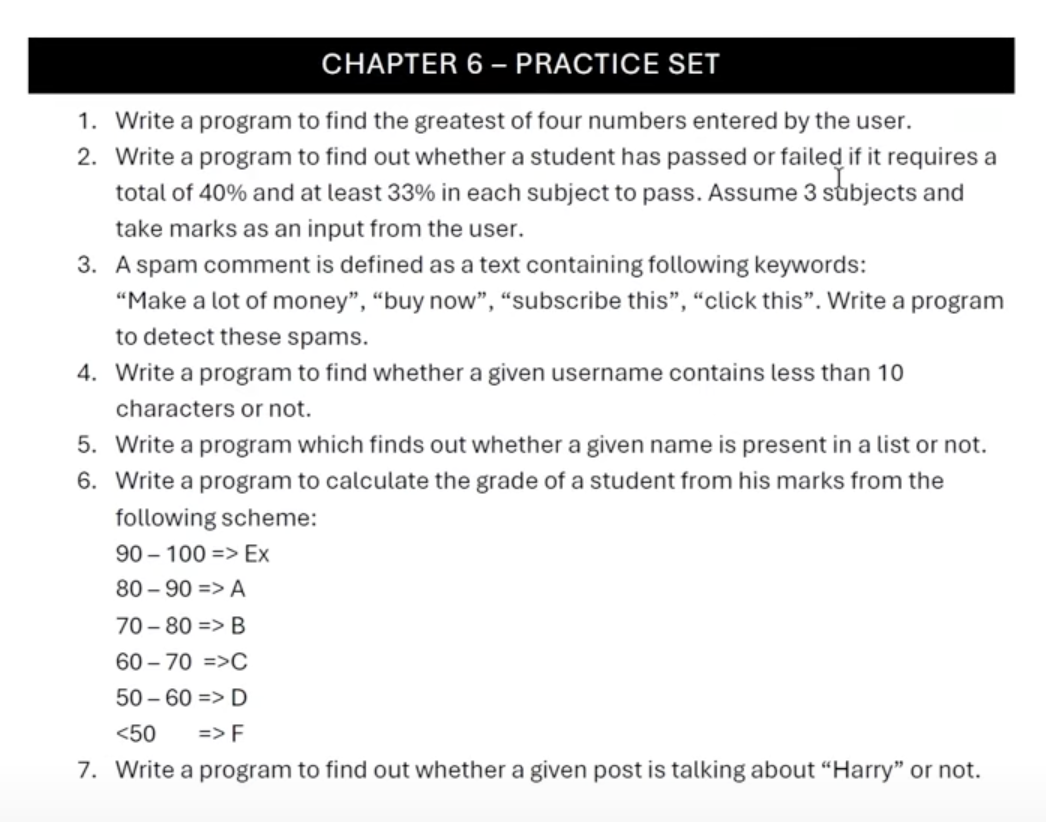 CHAPTER 6 – PRACTICE SET
1. Write a program to find the greatest of four numbers entered by the user.
2. Write a program to find out whether a student has passed or failed if it requires a
total of 40% and at least 33% in each subject to pass. Assume 3 subjects and
take marks as an input from the user.
3. A spam comment is defined as a text containing following keywords:
“Make a lot of money”, “buy now”, “subscribe this”, “click this”. Write a program
to detect these spams.
4. Write a program to find whether a given username contains less than 10
characters or not.
5. Write a program which finds out whether a given name is present in a list or not.
6. Write a program to calculate the grade of a student from his marks from the
following scheme:
90 – 100 => Ex
80 – 90 => A
70 – 80 => B
60 – 70 =>C
50 – 60 => D
<50 => F
7. Write a program to find out whether a given post is talking about “Harry” or not.